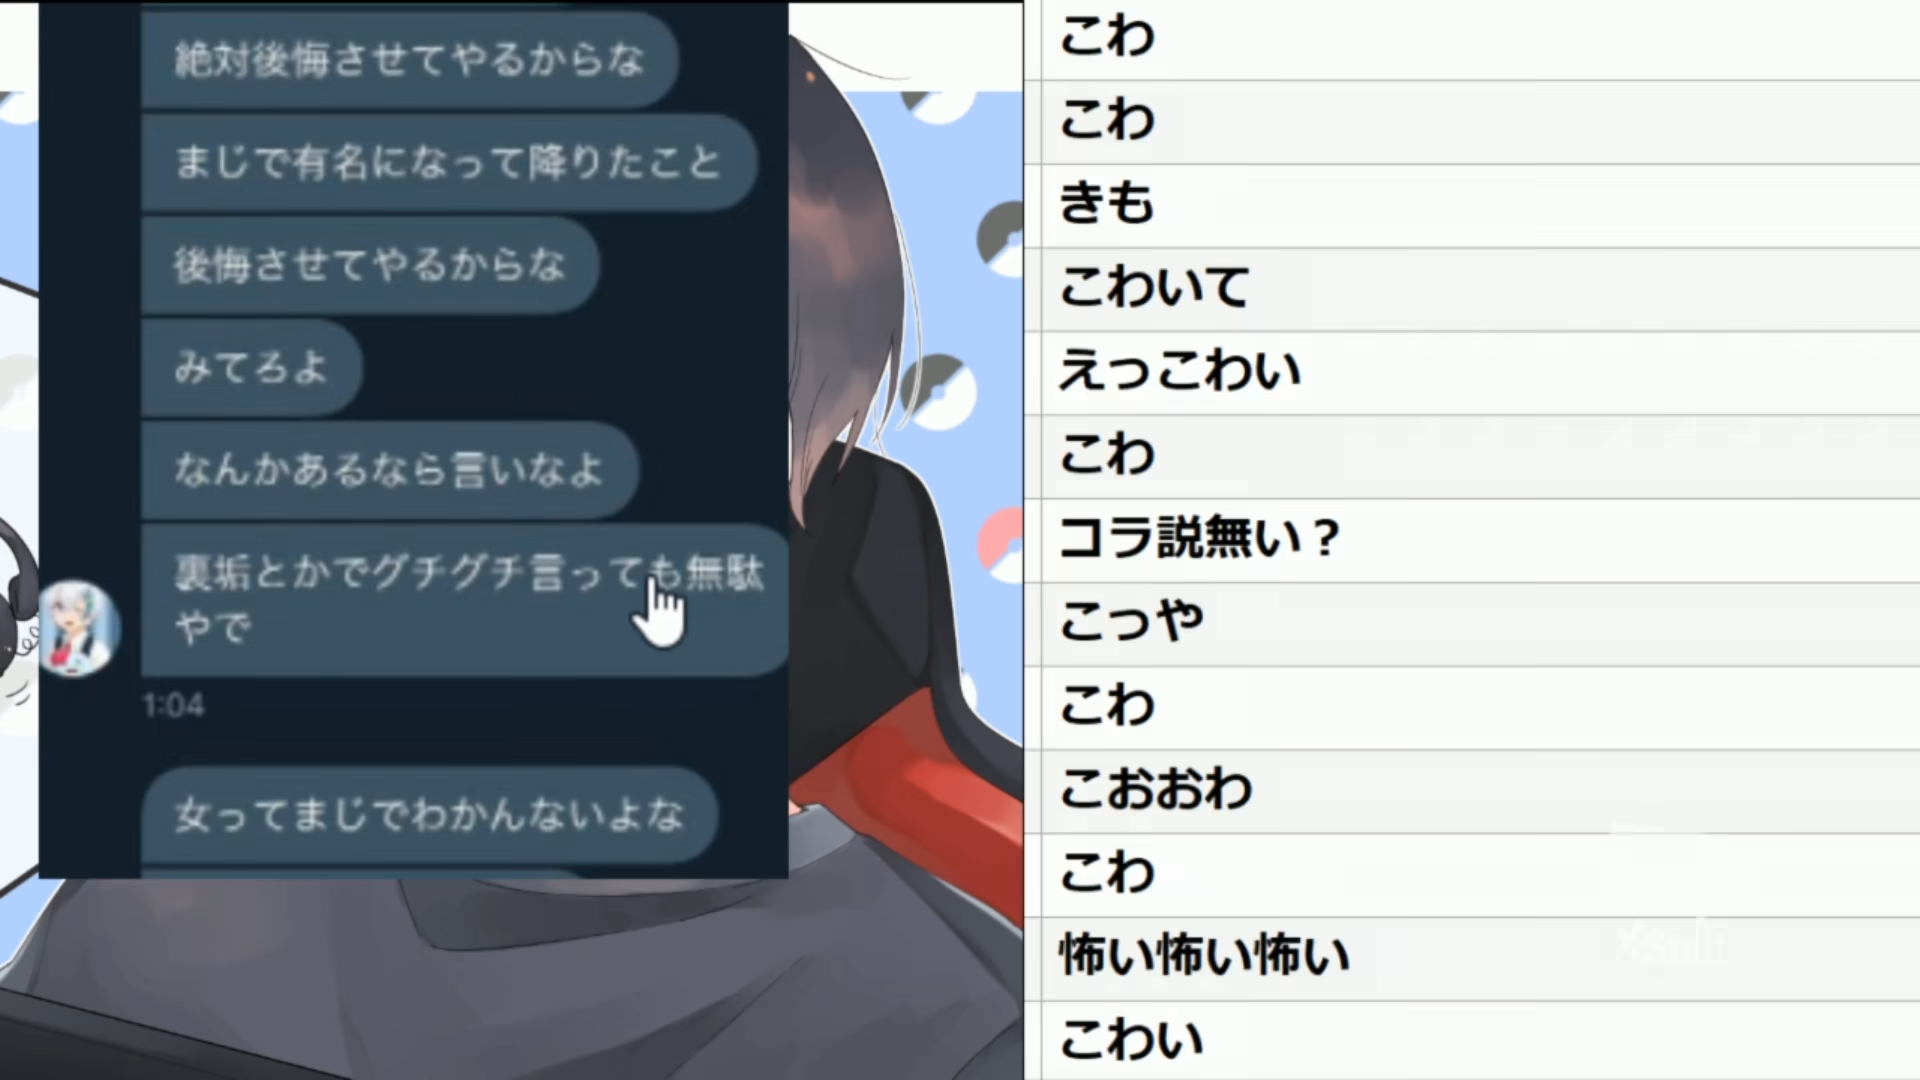 絶対後悔させてやるからな
まじで有名になって降りたこと
後悔させてやるからな
みてろよ
なんかあるなら言いなよ
裏垢とかでグチグチ言っても無駄
やで
1:04
女ってまじでわかんないよな
こわ
こわ
きも
こわいて
えっこわい
こわ
コラ説無い？
こっや
こわ
こおおわ
こわ
怖い怖い怖い
こわい